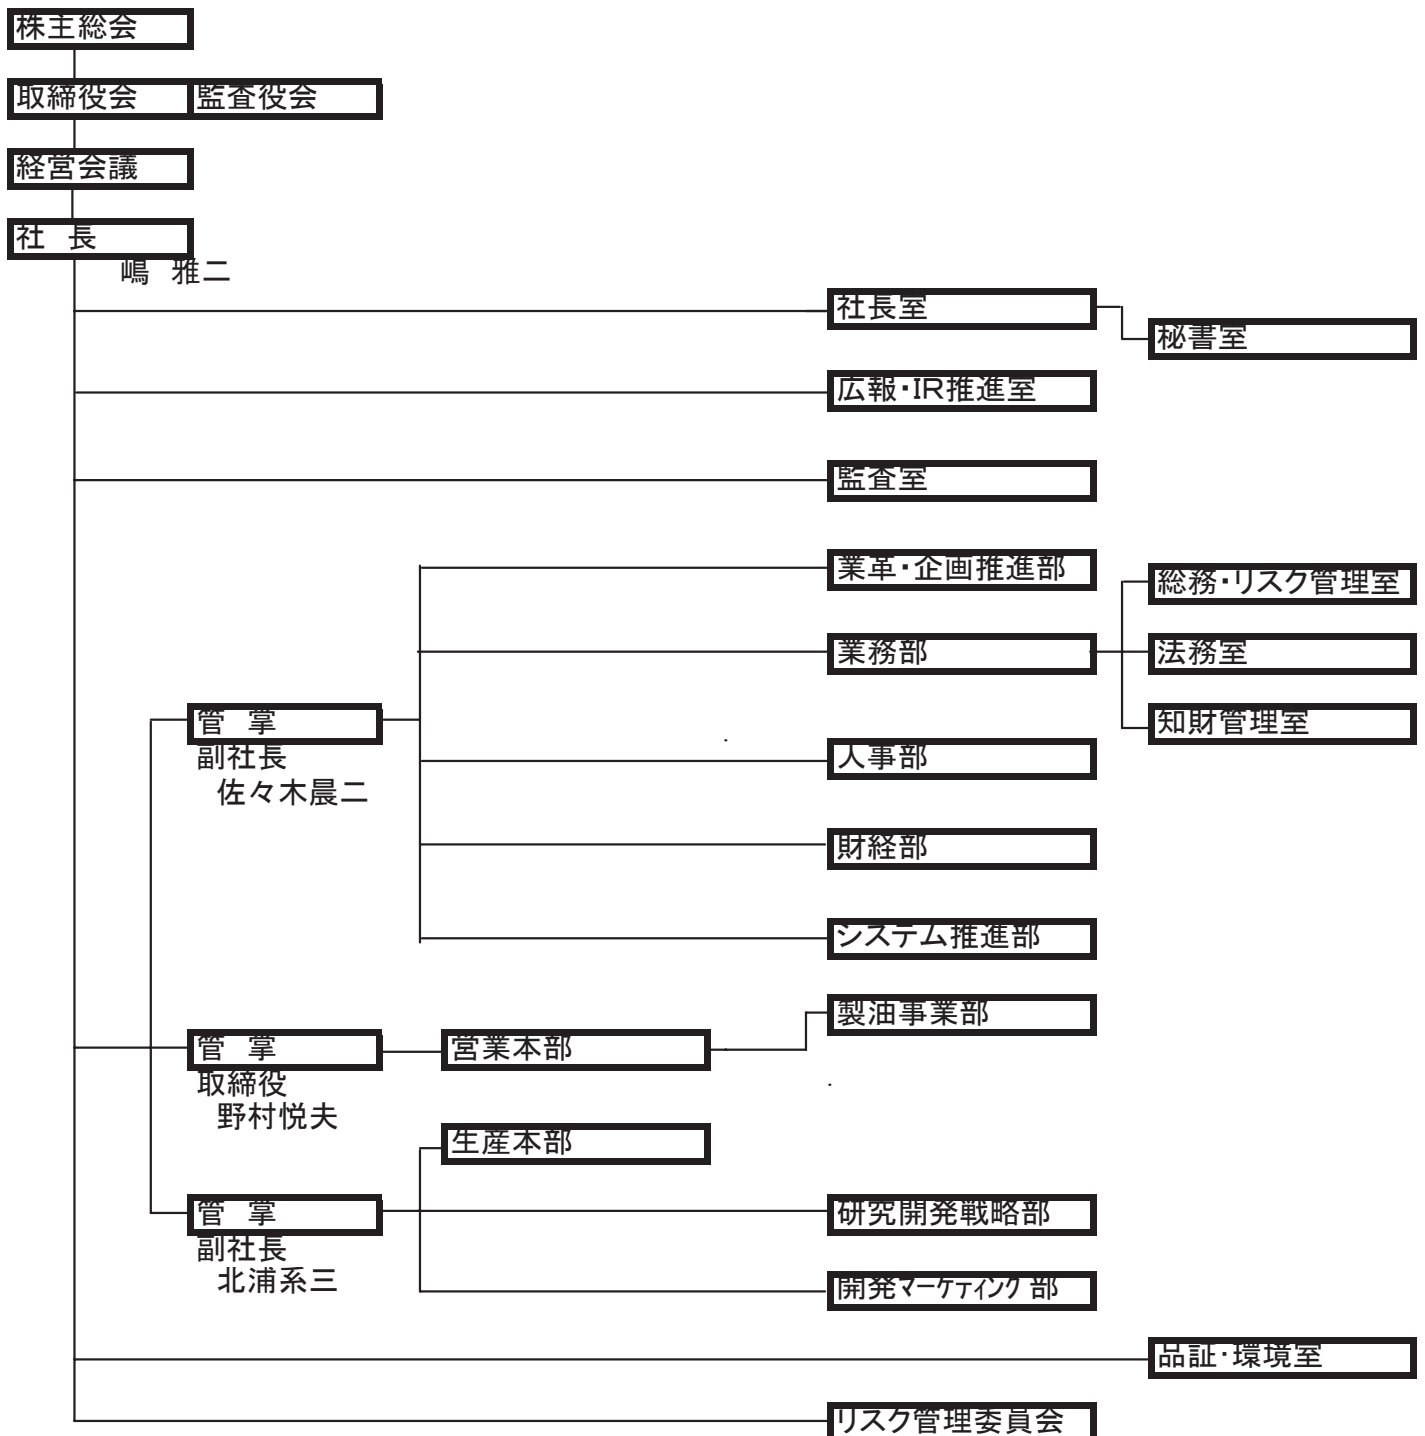 株主総会
取締役会 監査役会
経営会議
社　長
嶋　雅二
社長室
秘書室
広報・IR推進室
監査室
業革・企画推進部
総務・リスク管理室
業務部
法務室
管　掌
副社長
佐々木晨二
知財管理室
人事部
財経部
システム推進部
製油事業部
管　掌
取締役
野村悦夫
営業本部
生産本部
管　掌
副社長
北浦系三
研究開発戦略部
開発マーケティング部
品証・環境室
リスク管理委員会